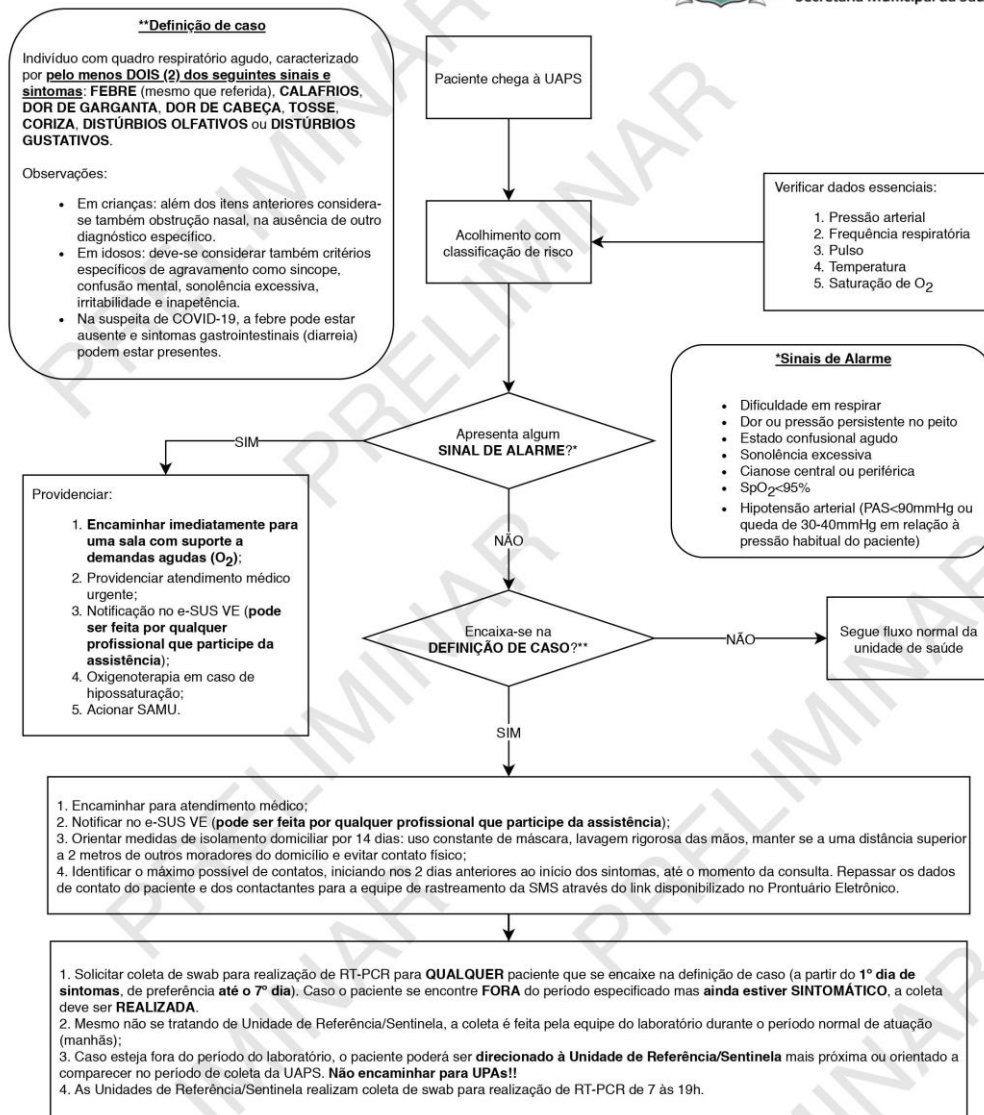 Secretaria Municipal da Saú
**Definição de caso
Indivíduo com quadro respiratório agudo, caracterizado
por pelo menos DOIS (2) dos seguintes sinais e
sintomas: FEBRE (mesmo que referida), CALAFRIOS,
DOR DE GARGANTA, DOR DE CABEÇA, TOSSE,
CORIZA, DISTÚRBIOS OLFATIVOS ou DISTÚRBIOS
GUSTATIVOS.
Observações:
• Em crianças: além dos itens anteriores considera-
se também obstrução nasal, na ausência de outro
diagnóstico específico.
• Em idosos: deve-se considerar também critérios
específicos de agravamento como sincope,
confusão mental, sonolência excessiva,
irritabilidade e inapetência.
• Na suspeita de COVID-19, a febre pode estar
ausente e sintomas gastrointestinais (diarreia)
podem estar presentes.
Paciente chega à UAPS
Acolhimento com
classificação de risco
Verificar dados essenciais:
1. Pressão arterial
2. Frequência respiratória
3. Pulso
4. Temperatura
5. Saturação de O2
*Sinais de Alarme
• Dificuldade em respirar
• Dor ou pressão persistente no peito
• Estado confusional agudo
• Sonolência excessiva
• Cianose central ou periférica
• SpO2<95%
• Hipotensão arterial (PAS<90mmHg ou
queda de 30-40mmHg em relação à
pressão habitual do paciente)
Apresenta algum
SINAL DE ALARME?*
SIM
Providenciar:
1. Encaminhar imediatamente para
uma sala com suporte a
demandas agudas (O2);
2. Providenciar atendimento médico
urgente;
3. Notificação no e-SUS VE (pode
ser feita por qualquer
profissional que participe da
assistência);
4. Oxigenoterapia em caso de
hipossaturação;
5. Acionar SAMU.
NÃO
Encaixa-se na
DEFINIÇÃO DE CASO?**
NÃO
Segue fluxo normal da
unidade de saúde
SIM
1. Encaminhar para atendimento médico;
2. Notificar no e-SUS VE (pode ser feita por qualquer profissional que participe da assistência);
3. Orientar medidas de isolamento domiciliar por 14 dias: uso constante de máscara, lavagem rigorosa das mãos, manter se a uma distância superior
a 2 metros de outros moradores do domicílio e evitar contato físico;
4. Identificar o máximo possível de contatos, iniciando nos 2 dias anteriores ao início dos sintomas, até o momento da consulta. Repassar os dados
de contato do paciente e dos contactantes para a equipe de rastreamento da SMS através do link disponibilizado no Prontuário Eletrônico.
1. Solicitar coleta de swab para realização de RT-PCR para QUALQUER paciente que se encaixe na definição de caso (a partir do 1º dia de
sintomas, de preferência até o 7º dia). Caso o paciente se encontre FORA do período especificado mas ainda estiver SINTOMÁTICO, a coleta
deve ser REALIZADA.
2. Mesmo não se tratando de Unidade de Referência/Sentinela, a coleta é feita pela equipe do laboratório durante o período normal de atuação
(manhãs);
3. Caso esteja fora do período do laboratório, o paciente poderá ser direcionado à Unidade de Referência/Sentinela mais próxima ou orientado a
comparecer no período de coleta da UAPS. Não encaminhar para UPAs!!
4. As Unidades de Referência/Sentinela realizam coleta de swab para realização de RT-PCR de 7 às 19h.
PRELIMINAR
PRELIMINAR
PRELIMINAR
PRELIMINAR